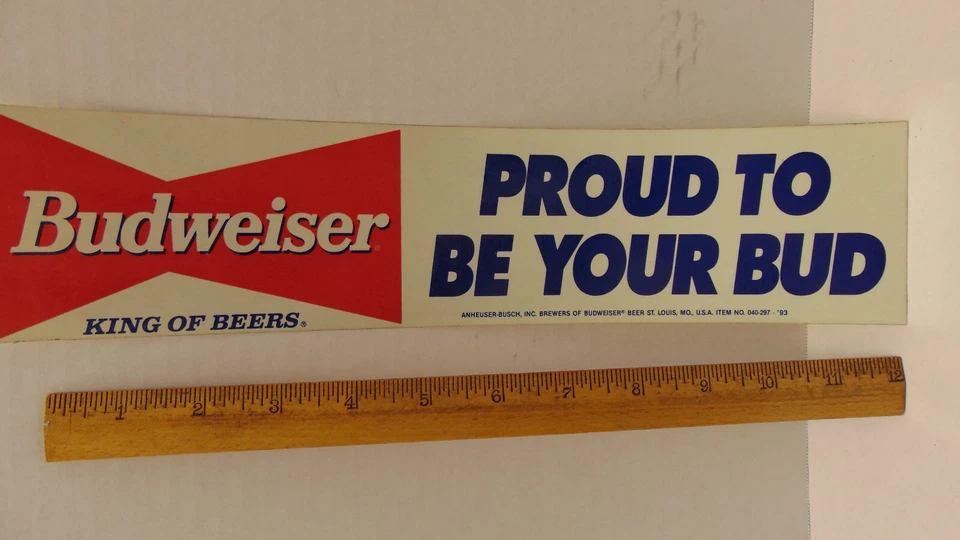 Budweiser
KING OF BEERS®
PROUD TO
BE YOUR BUD
ANHEUSER-BUSCH, INC. BREWERS OF BUDWEISER® BEER ST. LOUIS, MO., U.S.A. ITEM NO. 040-297 - '93
1 2 3 4 5 6 7 8 9 10 11 12